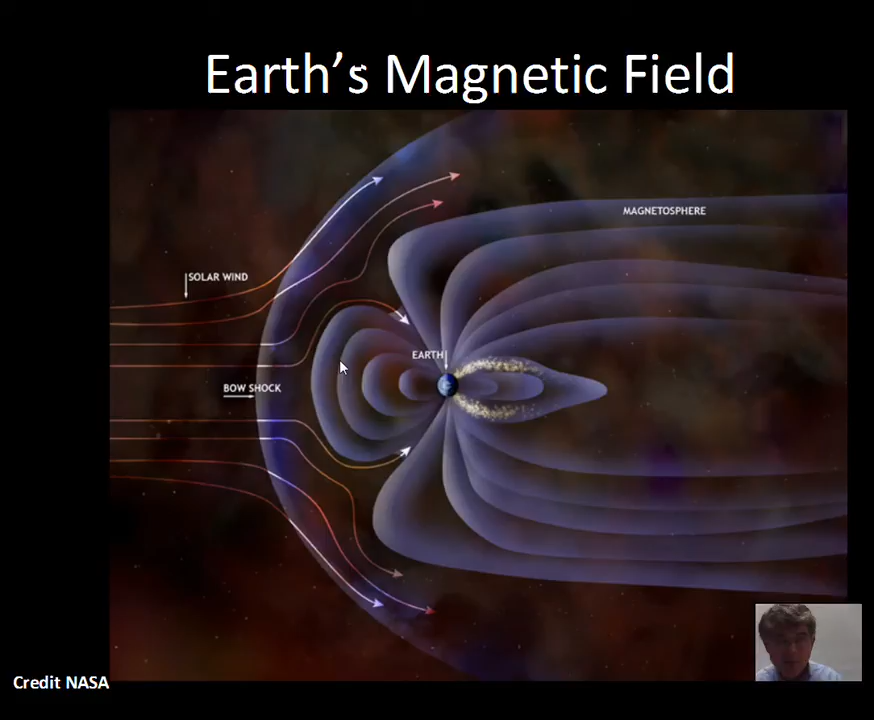 Earth's Magnetic Field
MAGNETOSPHERE
SOLAR WIND
EARTH
BOW SHOCK
Credit NASA